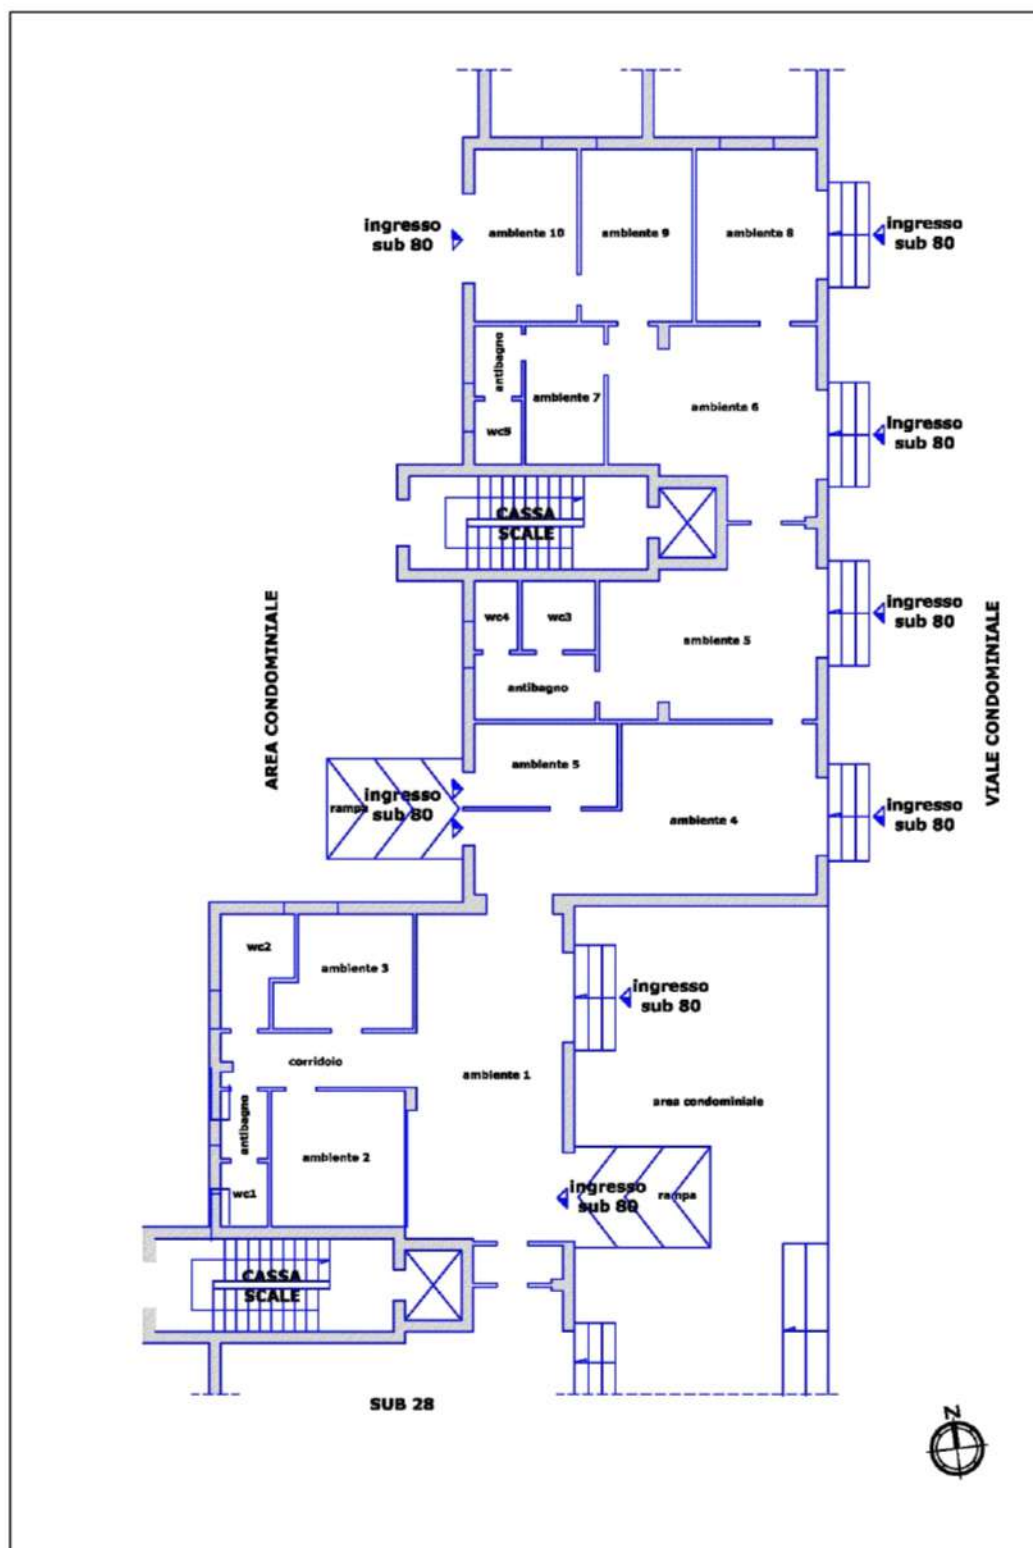 ingresso
sub 80
ambiente 10
ambiente 9
ambiente 8
ingresso
sub 80
antibagno
ambiente 7
wc5
ambiente 6
ingresso
sub 80
CASSA
SCALE
AREA CONDOMINIALE
wc4
wc3
ambiente 5
ingresso
sub 80
VIALE CONDOMINIALE
antibagno
ambiente 5
rampa
ingresso
sub 80
ambiente 4
ingresso
sub 80
wc2
ambiente 3
ingresso
sub 80
corridoio
ambiente 1
area condominiale
antibagno
ambiente 2
wc1
ingresso
sub 80
rampa
CASSA
SCALE
SUB 28
N